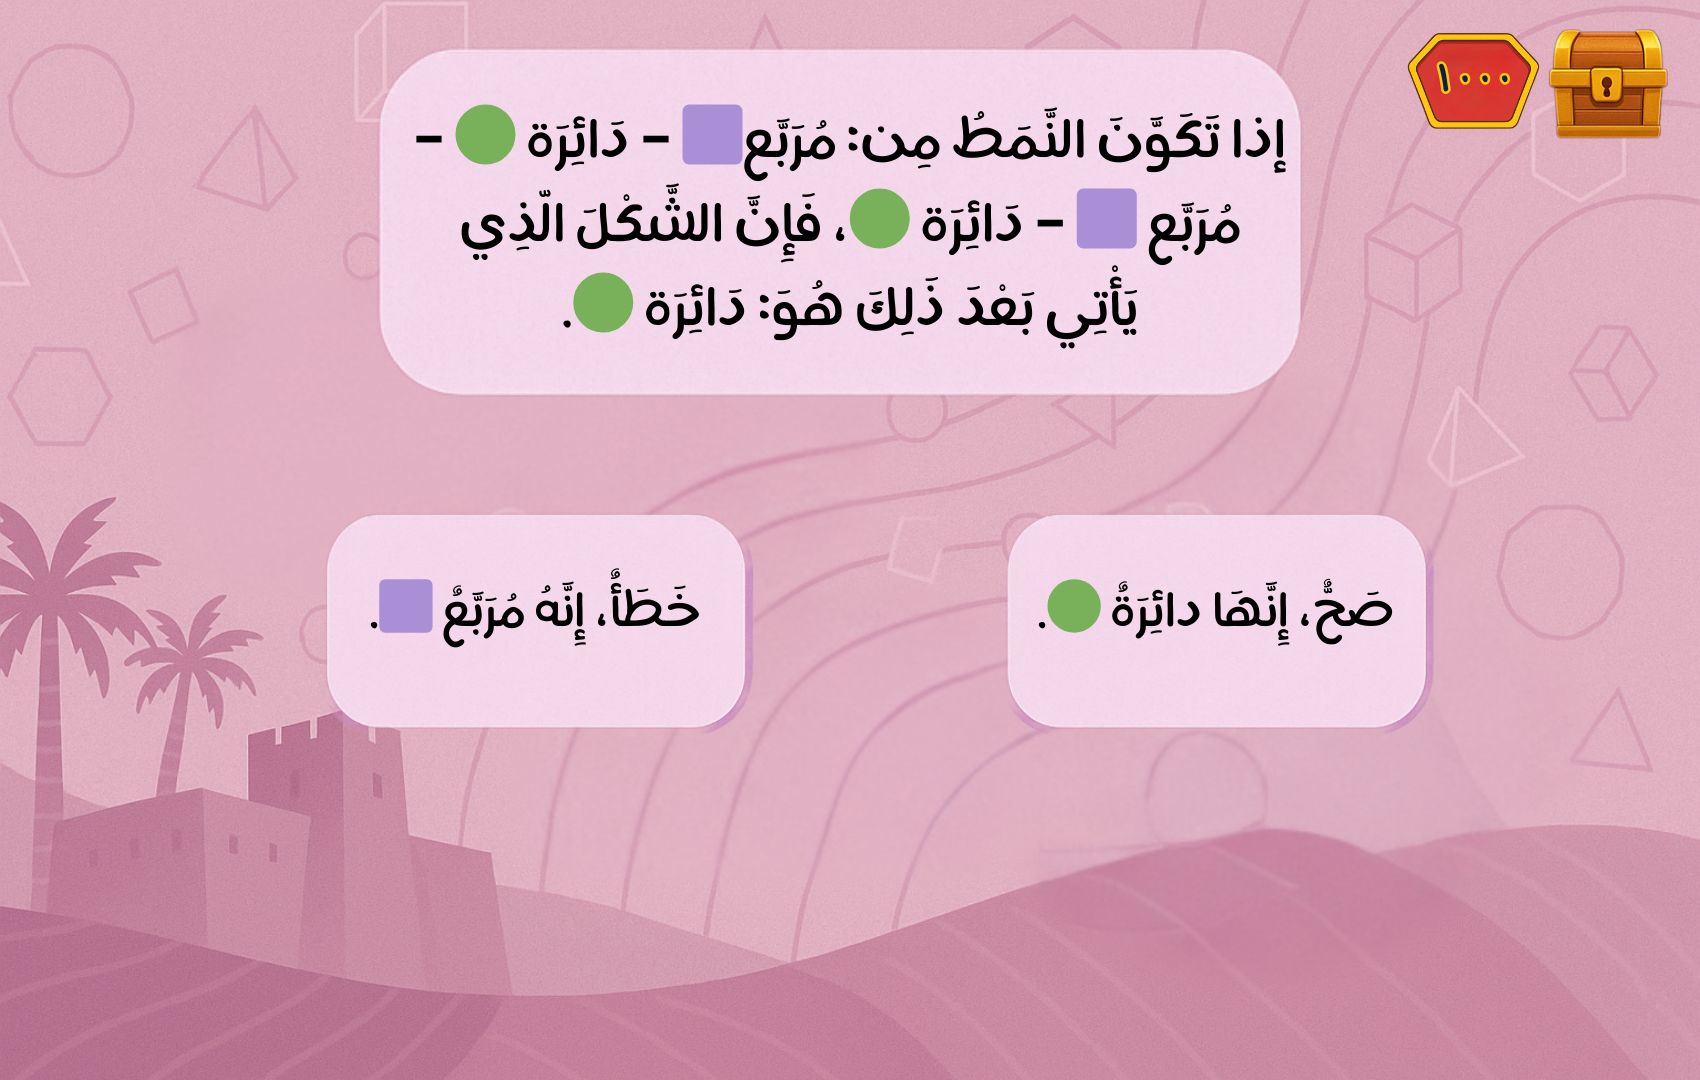 ١٠٠٠
إذا تَكَوَّنَ النَّمَطُ مِن: مُرَبَّع – دَائِرَة –
مُرَبَّع – دَائِرَة ، فَإِنَّ الشَّكْلَ الّذِي
يَأْتِي بَعْدَ ذَلِكَ هُوَ: دَائِرَة .
صَحٌّ، إِنَّهَا دائِرَةٌ .
خَطَأٌ، إِنَّهُ مُرَبَّعٌ .